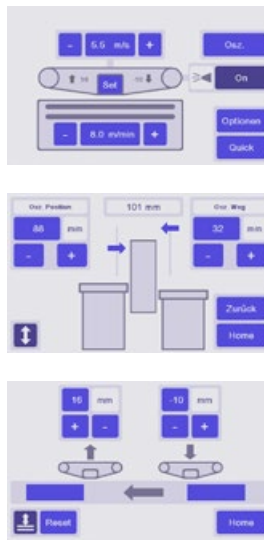 - 5.5 m/s + Osz.
Set On
Optionen
- 8.0 m/min + Quick
Osz. Position 101 mm Osz. Weg
88 mm 32 mm
- + - +
Zurück
Home
16 mm -10 mm
+ - - +
Reset Home